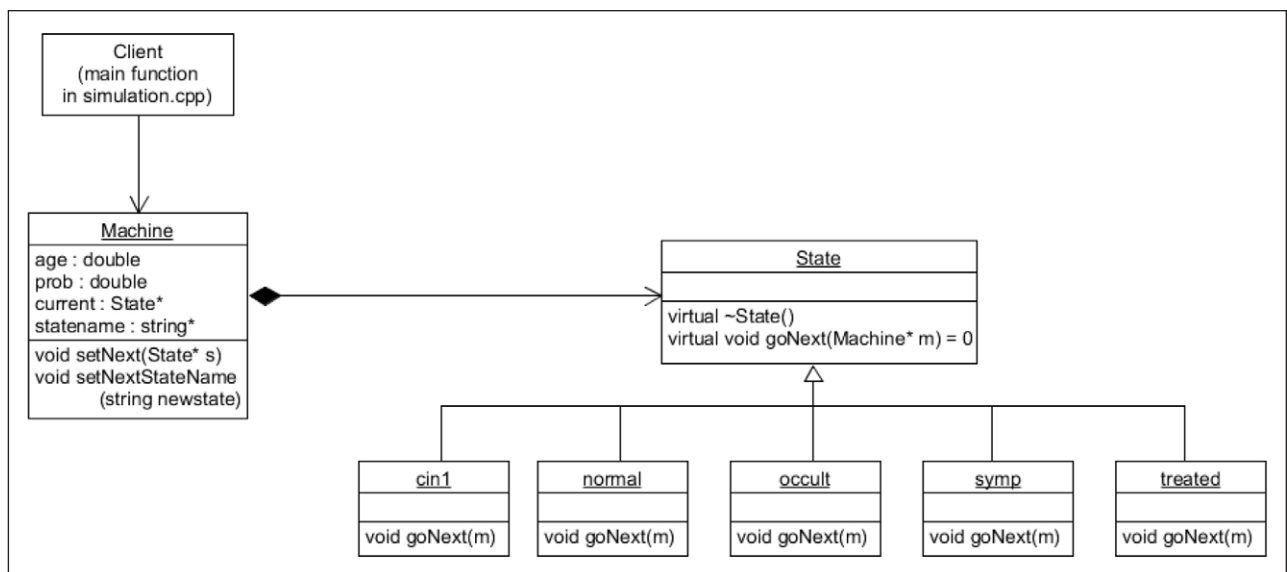 Client
(main function
in simulation.cpp)
Machine
age : double
prob : double
current : State*
statename : string*
void setNext(State* s)
void setNextStateName
(string newstate)
State
virtual ~State()
virtual void goNext(Machine* m) = 0
cin1
void goNext(m)
normal
void goNext(m)
occult
void goNext(m)
symp
void goNext(m)
treated
void goNext(m)